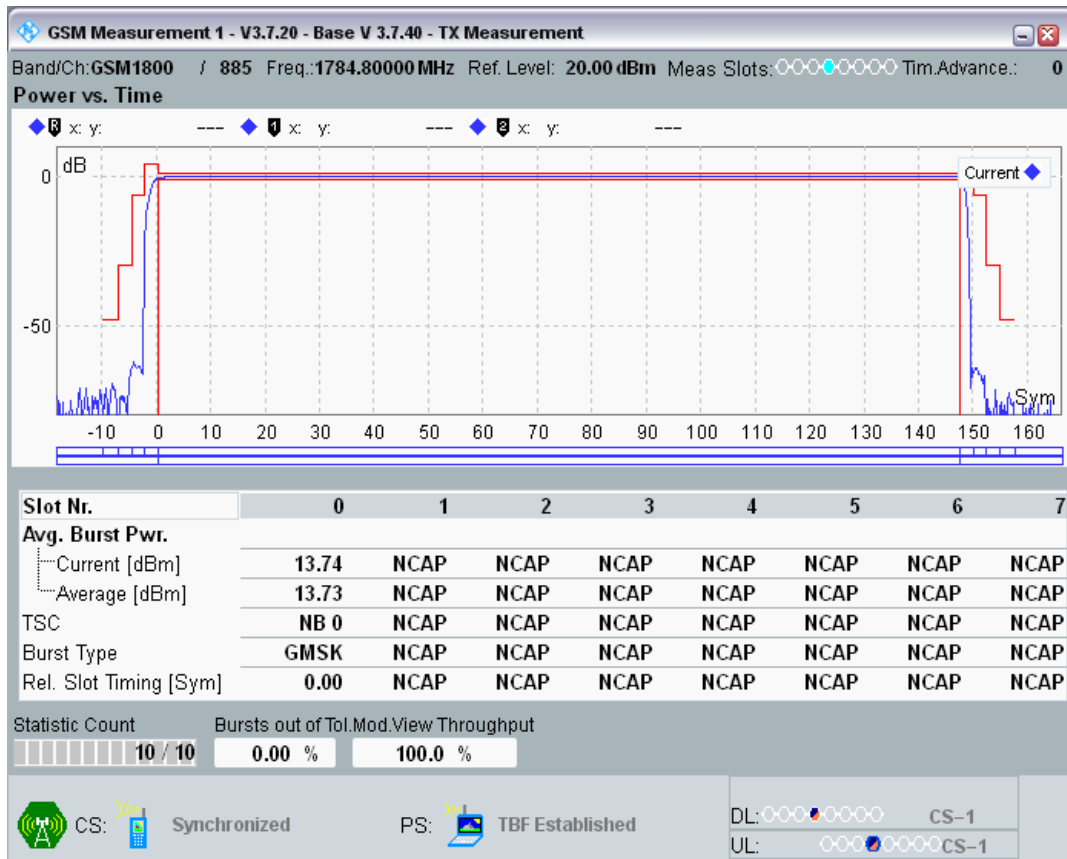 GSM Measurement 1 - V3.7.20 - Base V 3.7.40 - TX Measurement
Band/Ch:GSM1800 / 885 Freq.:1784.80000 MHz Ref. Level: 20.00 dBm Meas Slots: Tim.Advance.: 0
Power vs. Time
R x: y: --- 1 x: y: --- 2 x: y: ---
dB
0
Current
-50
Sym
-10 0 10 20 30 40 50 60 70 80 90 100 110 120 130 140 150 160
Slot Nr. 0 1 2 3 4 5 6 7
Avg. Burst Pwr.
Current [dBm] 13.74 NCAP NCAP NCAP NCAP NCAP NCAP NCAP
Average [dBm] 13.73 NCAP NCAP NCAP NCAP NCAP NCAP NCAP
TSC NB 0 NCAP NCAP NCAP NCAP NCAP NCAP NCAP
Burst Type GMSK NCAP NCAP NCAP NCAP NCAP NCAP NCAP
Rel. Slot Timing [Sym] 0.00 NCAP NCAP NCAP NCAP NCAP NCAP NCAP
Statistic Count Bursts out of Tol.Mod.View Throughput
10 / 10 0.00 % 100.0 %
CS: Synchronized PS: TBF Established
DL: CS-1
UL: CS-1